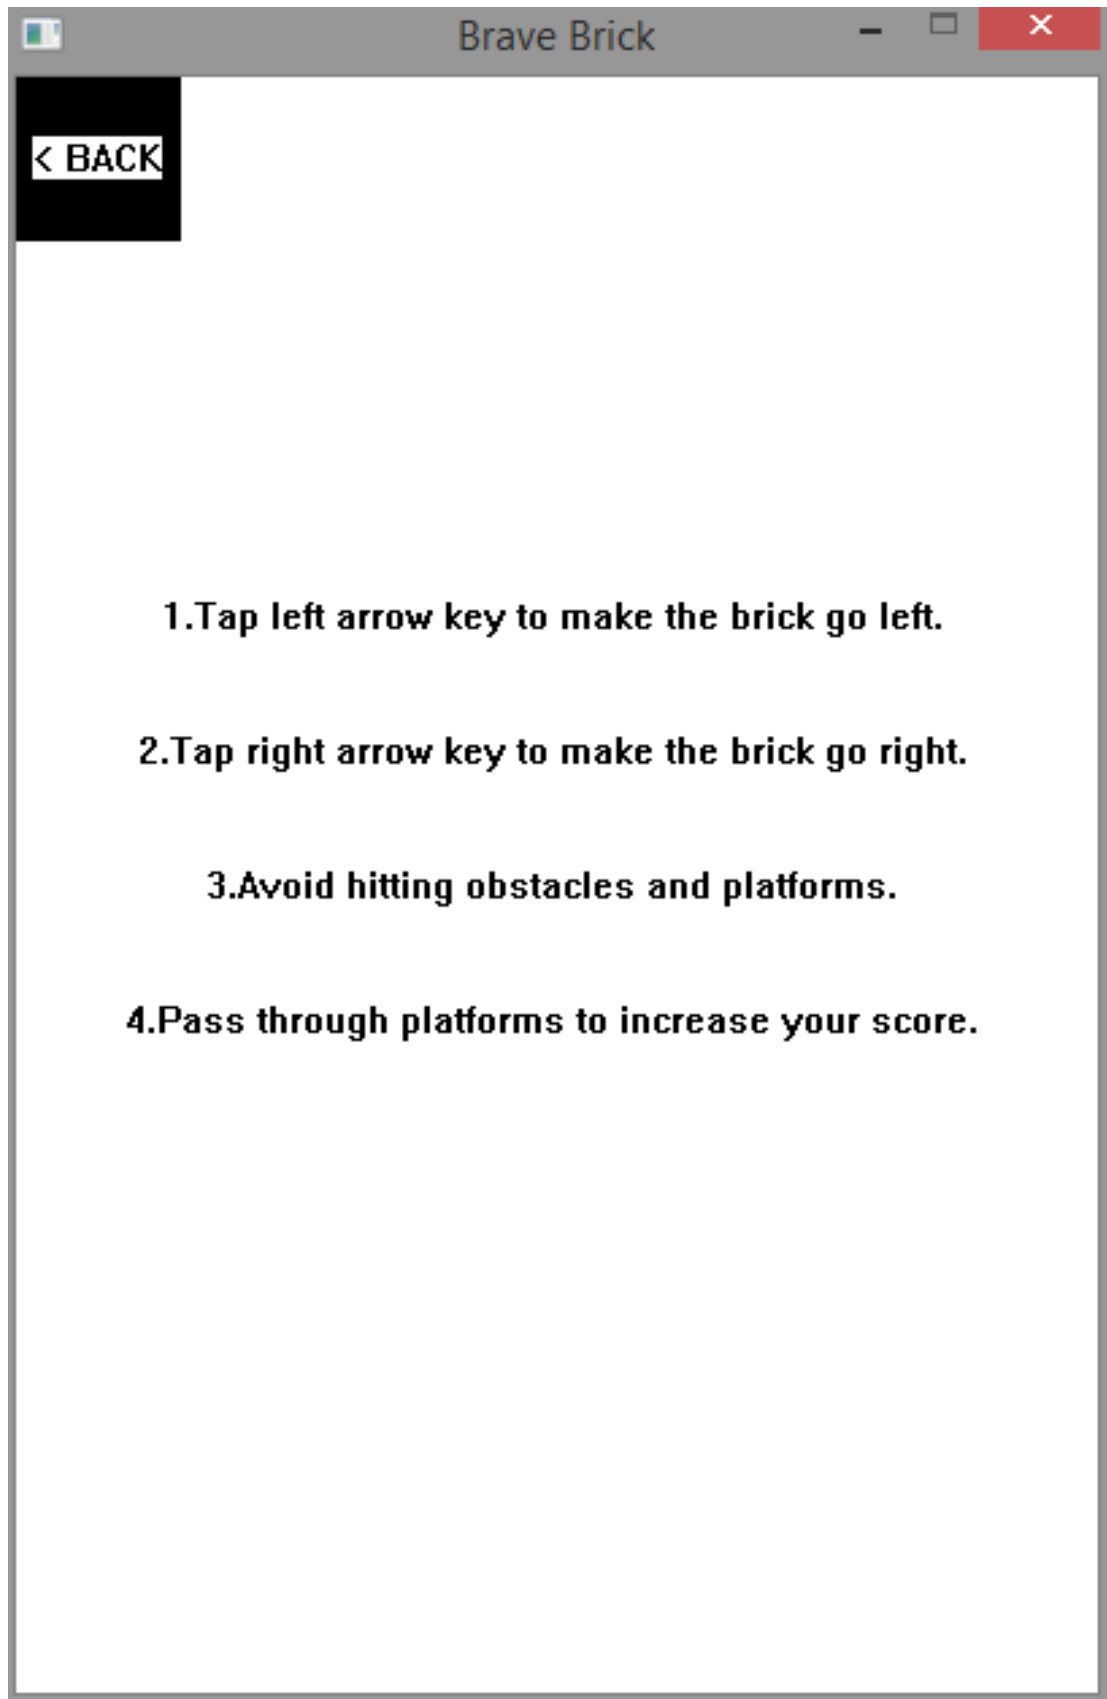 Brave Brick
< BACK
1.Tap left arrow key to make the brick go left.
2.Tap right arrow key to make the brick go right.
3.Avoid hitting obstacles and platforms.
4.Pass through platforms to increase your score.